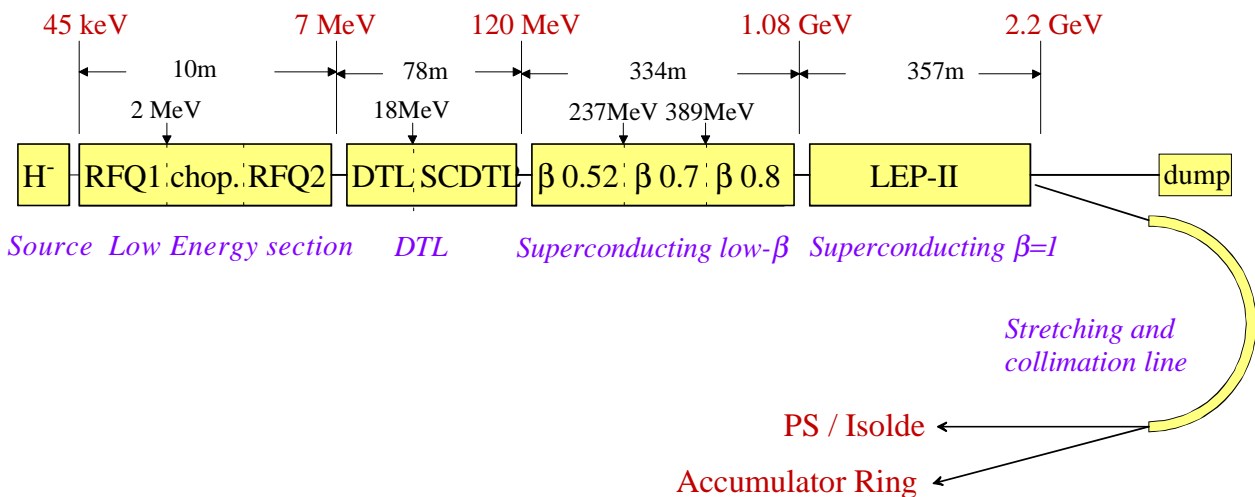 45 keV 7 MeV 120 MeV 1.08 GeV 2.2 GeV
10m 78m 334m 357m
2 MeV 18MeV 237MeV 389MeV
H- RFQ1 chop. RFQ2 DTL SCDTL β 0.52 β 0.7 β 0.8 LEP-II dump
Source Low Energy section DTL Superconducting low-β Superconducting β=1
Stretching and
collimation line
PS / Isolde
Accumulator Ring